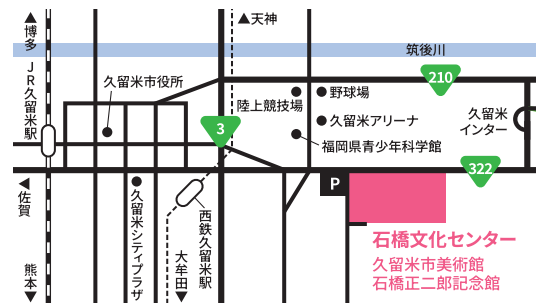 ▲天神
▲
博多
筑後川
JR久留米駅
久留米市役所
陸上競技場
野球場
210
3
久留米アリーナ
久留米
インター
福岡県青少年科学館
322
◀
佐賀
P
久留米シティプラザ
西鉄久留米駅
石橋文化センター
久留米市美術館
石橋正二郎記念館
熊本
▼
大牟田
▼